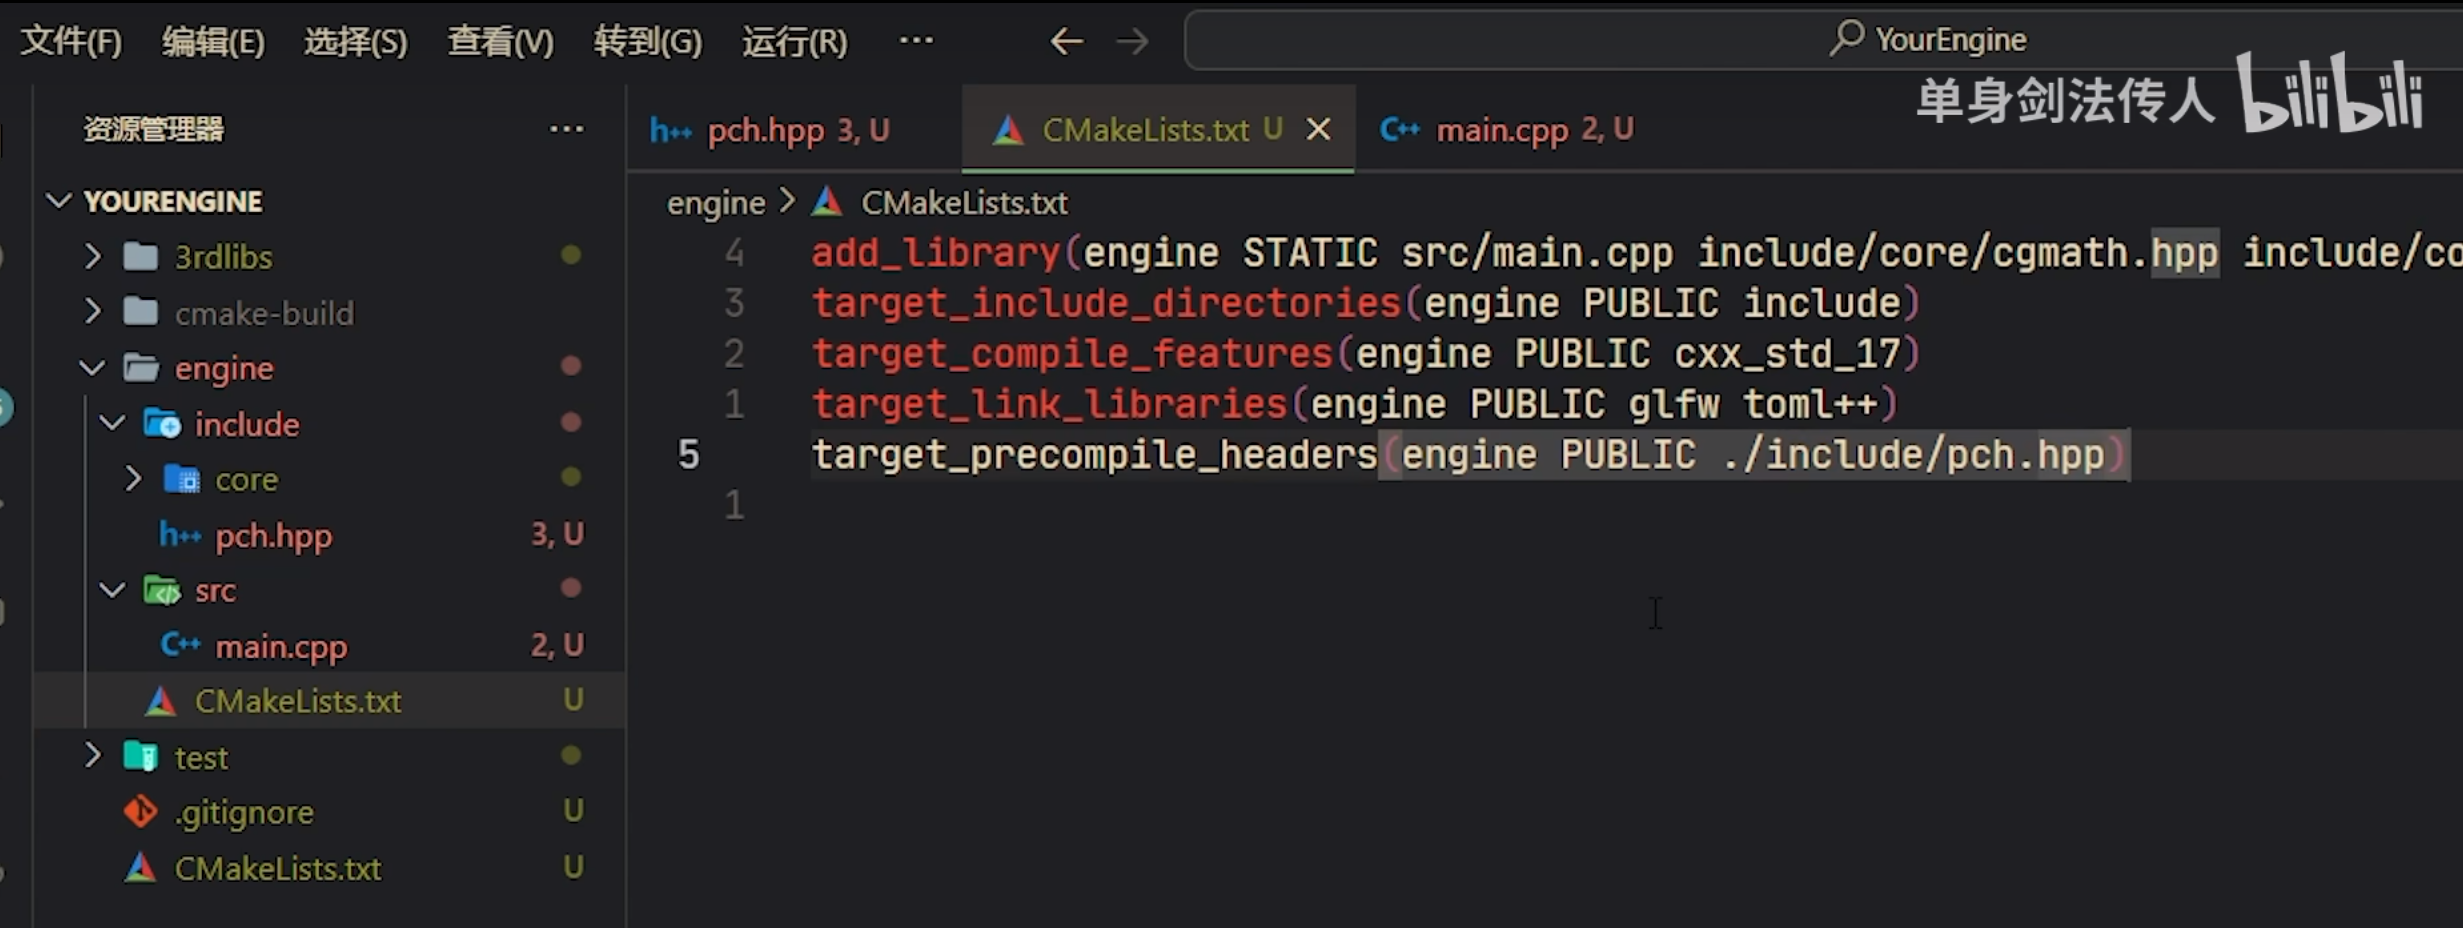 文件(F) 编辑(E) 选择(S) 查看(V) 转到(G) 运行(R) ··· YourEngine
单身剑法传人 bilibili
资源管理器 ···
YOURENGINE
3rdlibs
cmake-build
engine
include
core
pch.hpp 3, U
src
main.cpp 2, U
CMakeLists.txt U
test
.gitignore U
CMakeLists.txt U
h++ pch.hpp 3, U CMakeLists.txt U C++ main.cpp 2, U
engine > CMakeLists.txt
4 add_library(engine STATIC src/main.cpp include/core/cgmath.hpp include/co
3 target_include_directories(engine PUBLIC include)
2 target_compile_features(engine PUBLIC cxx_std_17)
1 target_link_libraries(engine PUBLIC glfw toml++)
5 target_precompile_headers(engine PUBLIC ./include/pch.hpp)
1